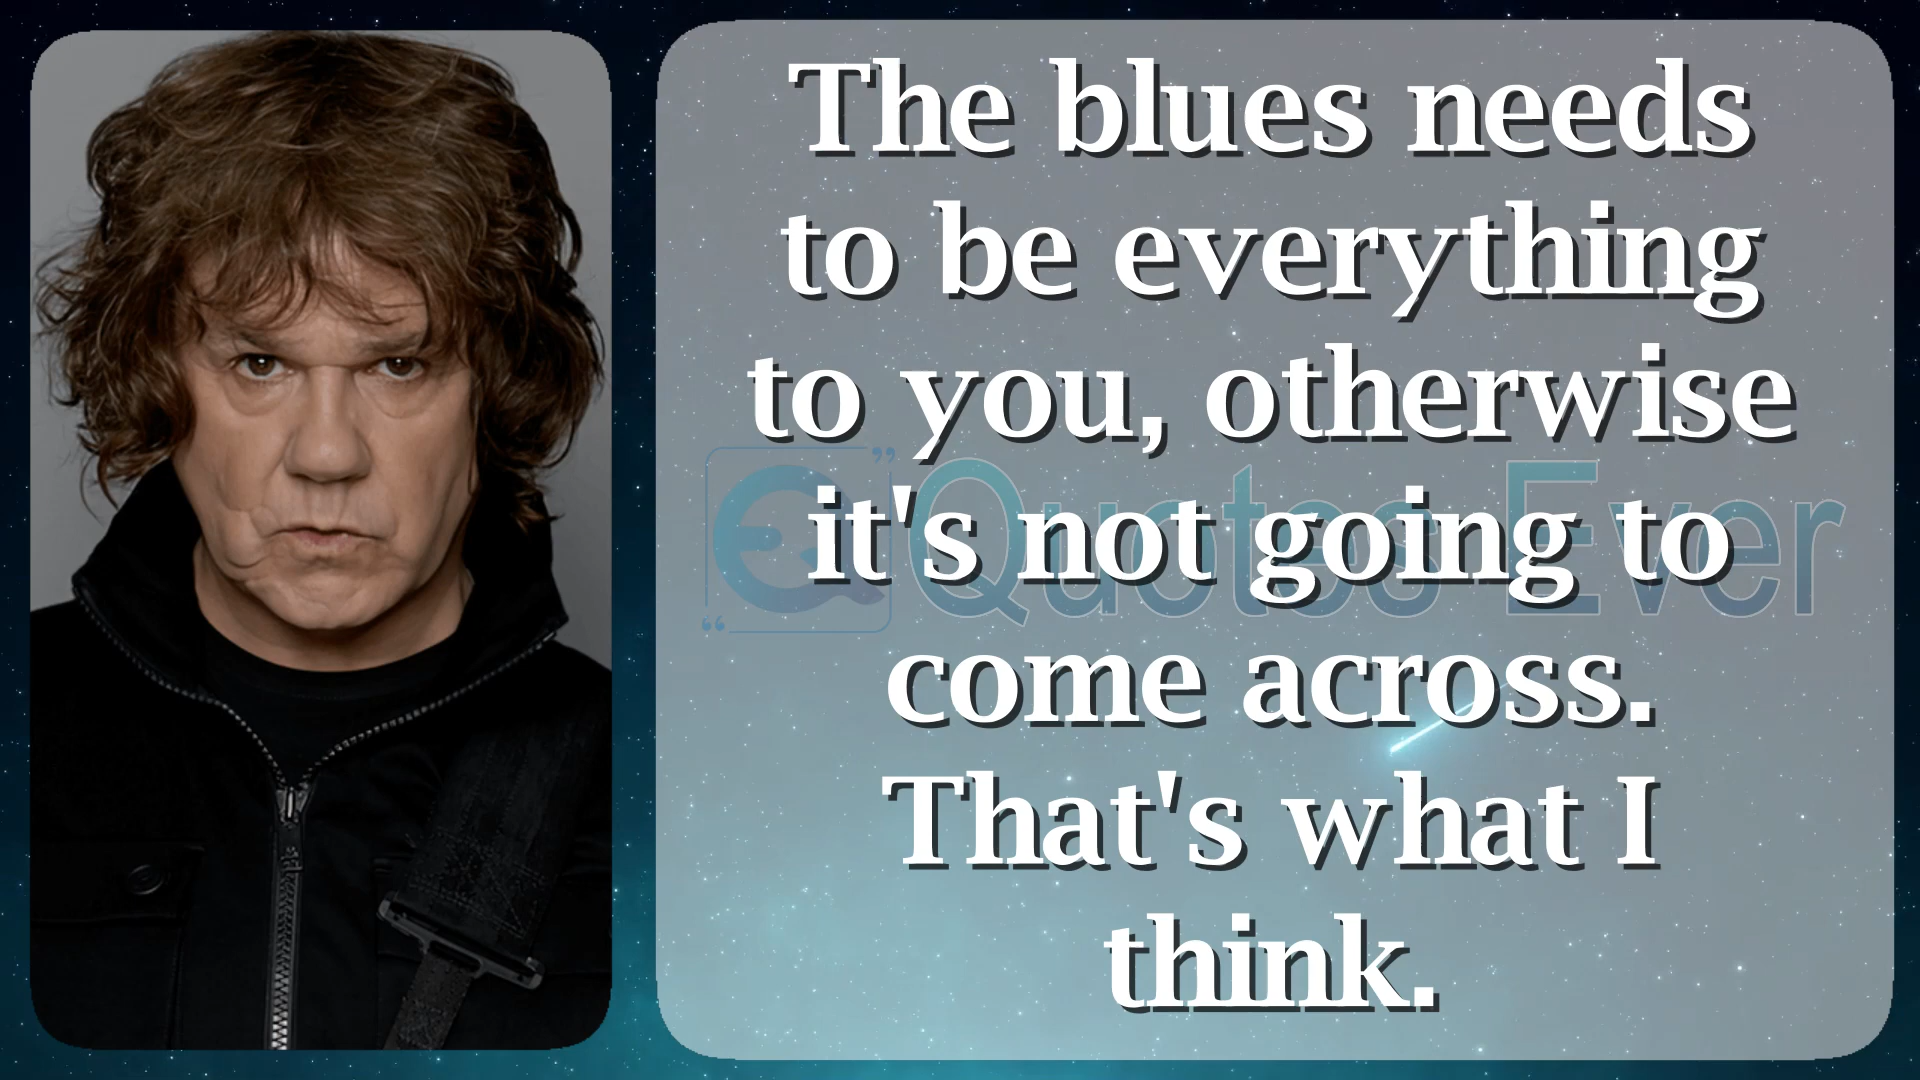 The blues needs
to be everything
to you, otherwise
it's not going to
come across.
That's what I
think.
Quotes Ever